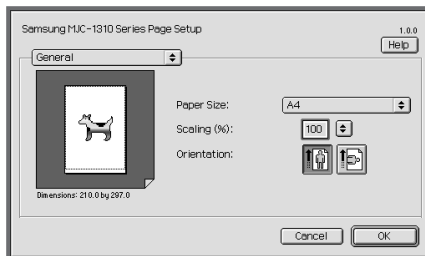 Samsung MJC-1310 Series Page Setup
1.0.0
Help
General
Paper Size:
A4
Scaling (%):
100
Orientation:
Dimensions: 210.0 by 297.0
Cancel
OK